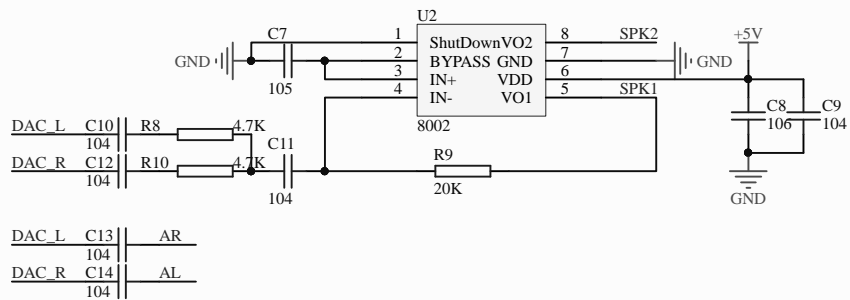 U2
C7
1
ShutDown
VO2
8
SPK2
+5V
GND
2
BYPASS
GND
7
GND
3
IN+
VDD
6
105
4
IN-
VO1
5
SPK1
C8
106
C9
104
8002
DAC_L
C10
104
R8
4.7K
C11
104
DAC_R
C12
104
R10
4.7K
R9
20K
GND
DAC_L
C13
104
AR
DAC_R
C14
104
AL